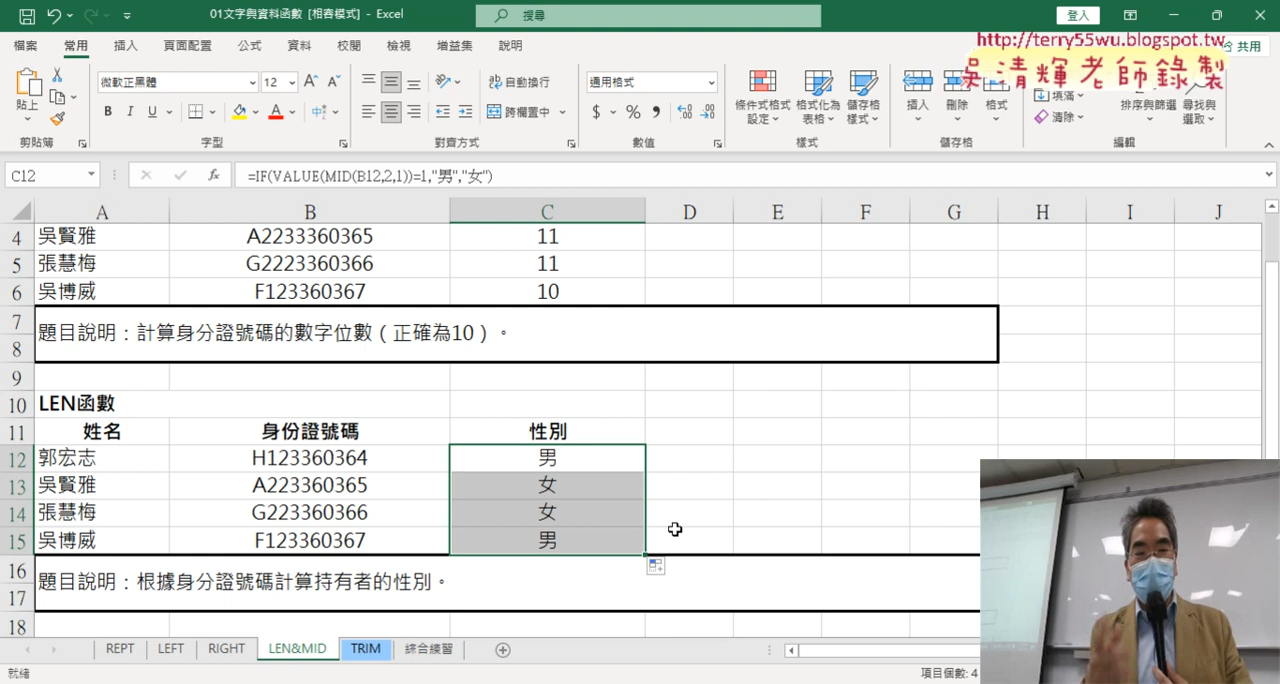 01文字與資料函數 [相容模式] - Excel
搜尋
登入
http://terry55wu.blogspot.tw
吳清輝老師錄製
檔案 常用 插入 頁面配置 公式 資料 校閱 檢視 增益集 說明
共用
貼上
剪貼簿
微軟正黑體 12
B I U
字型
自動換行
跨欄置中
對齊方式
通用格式
$ % ,
數值
條件式格式設定
格式化為表格
儲存格樣式
樣式
插入 刪除 格式
儲存格
填滿
清除
排序與篩選
尋找與選取
編輯
C12
fx
=IF(VALUE(MID(B12,2,1))=1,"男","女")
A B C D E F G H I J
4 吳賢雅 A2233360365 11
5 張慧梅 G2223360366 11
6 吳博威 F123360367 10
7 題目說明：計算身分證號碼的數字位數（正確為10）。
8
9
10 LEN函數
11 姓名 身份證號碼 性別
12 郭宏志 H123360364 男
13 吳賢雅 A223360365 女
14 張慧梅 G223360366 女
15 吳博威 F123360367 男
16 題目說明：根據身分證號碼計算持有者的性別。
17
18
REPT LEFT RIGHT LEN&MID TRIM 綜合練習
就緒
項目個數: 4